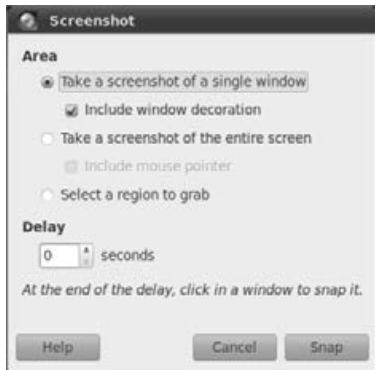 Screenshot
Area
Take a screenshot of a single window
Include window decoration
Take a screenshot of the entire screen
Include mouse pointer
Select a region to grab
Delay
0 seconds
At the end of the delay, click in a window to snap it.
Help Cancel Snap